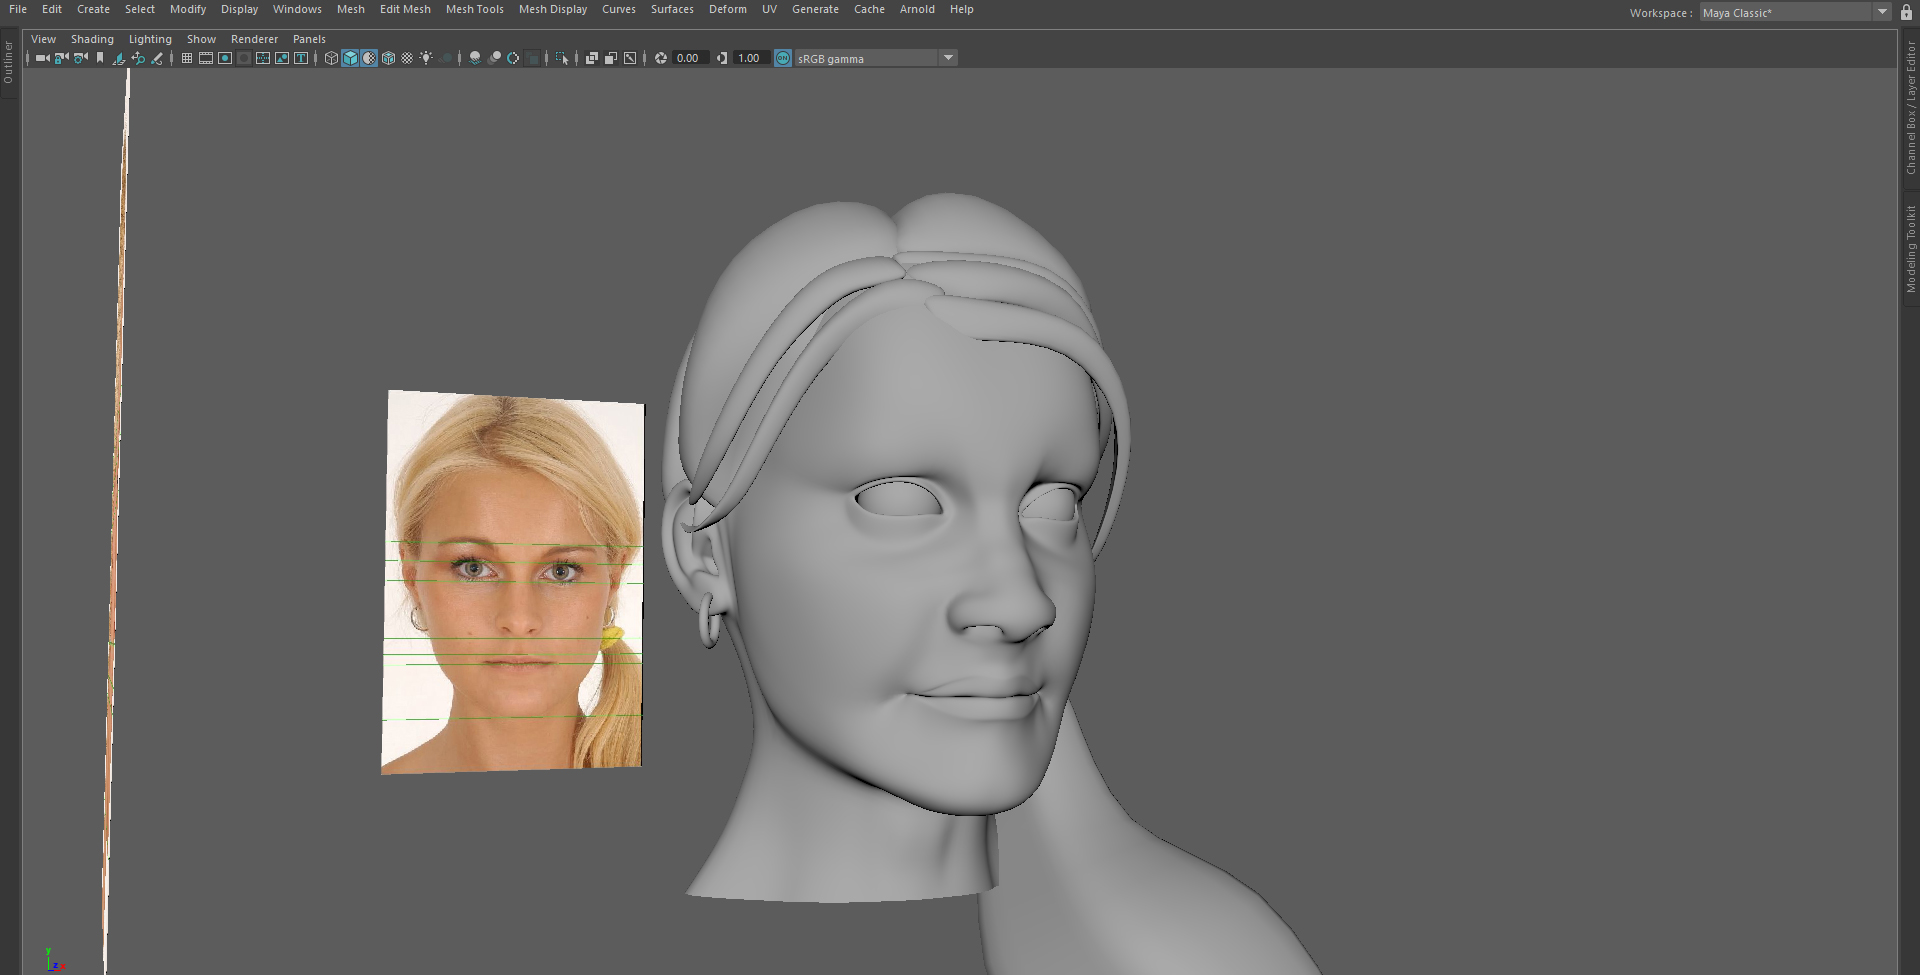 File Edit Create Select Modify Display Windows Mesh Edit Mesh Mesh Tools Mesh Display Curves Surfaces Deform UV Generate Cache Arnold Help
Workspace : Maya Classic*
View Shading Lighting Show Renderer Panels
0.00 1.00 ON sRGB gamma
Outliner
Channel Box / Layer Editor
Modeling Toolkit
y
z x